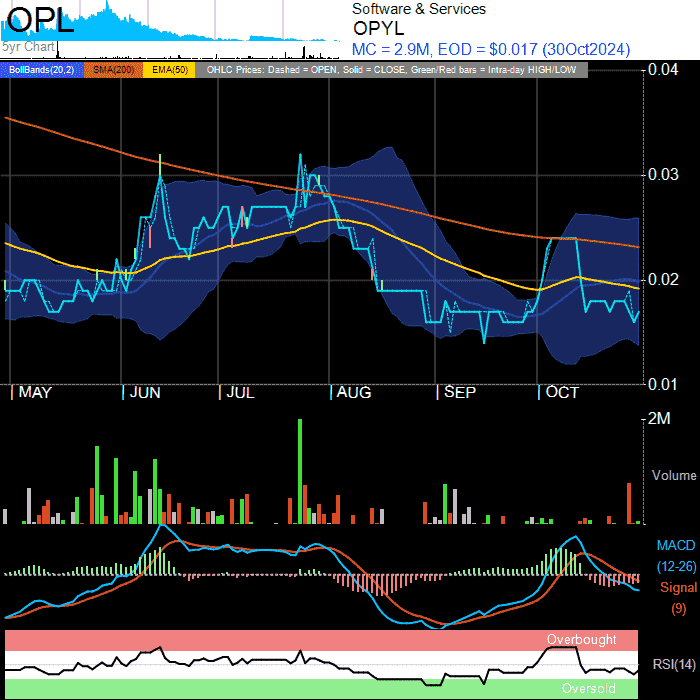 OPL
5yr Chart
Software & Services
OPYL
MC = 2.9M, EOD = $0.017 (30Oct2024)
BollBands(20,2) SMA(200) EMA(50) OHLC Prices: Dashed = OPEN, Solid = CLOSE, Green/Red bars = Intra-day HIGH/LOW
0.04
0.03
0.02
0.01
MAY JUN JUL AUG SEP OCT
2M
Volume
MACD
(12-26)
Signal
(9)
Overbought
RSI(14)
Oversold